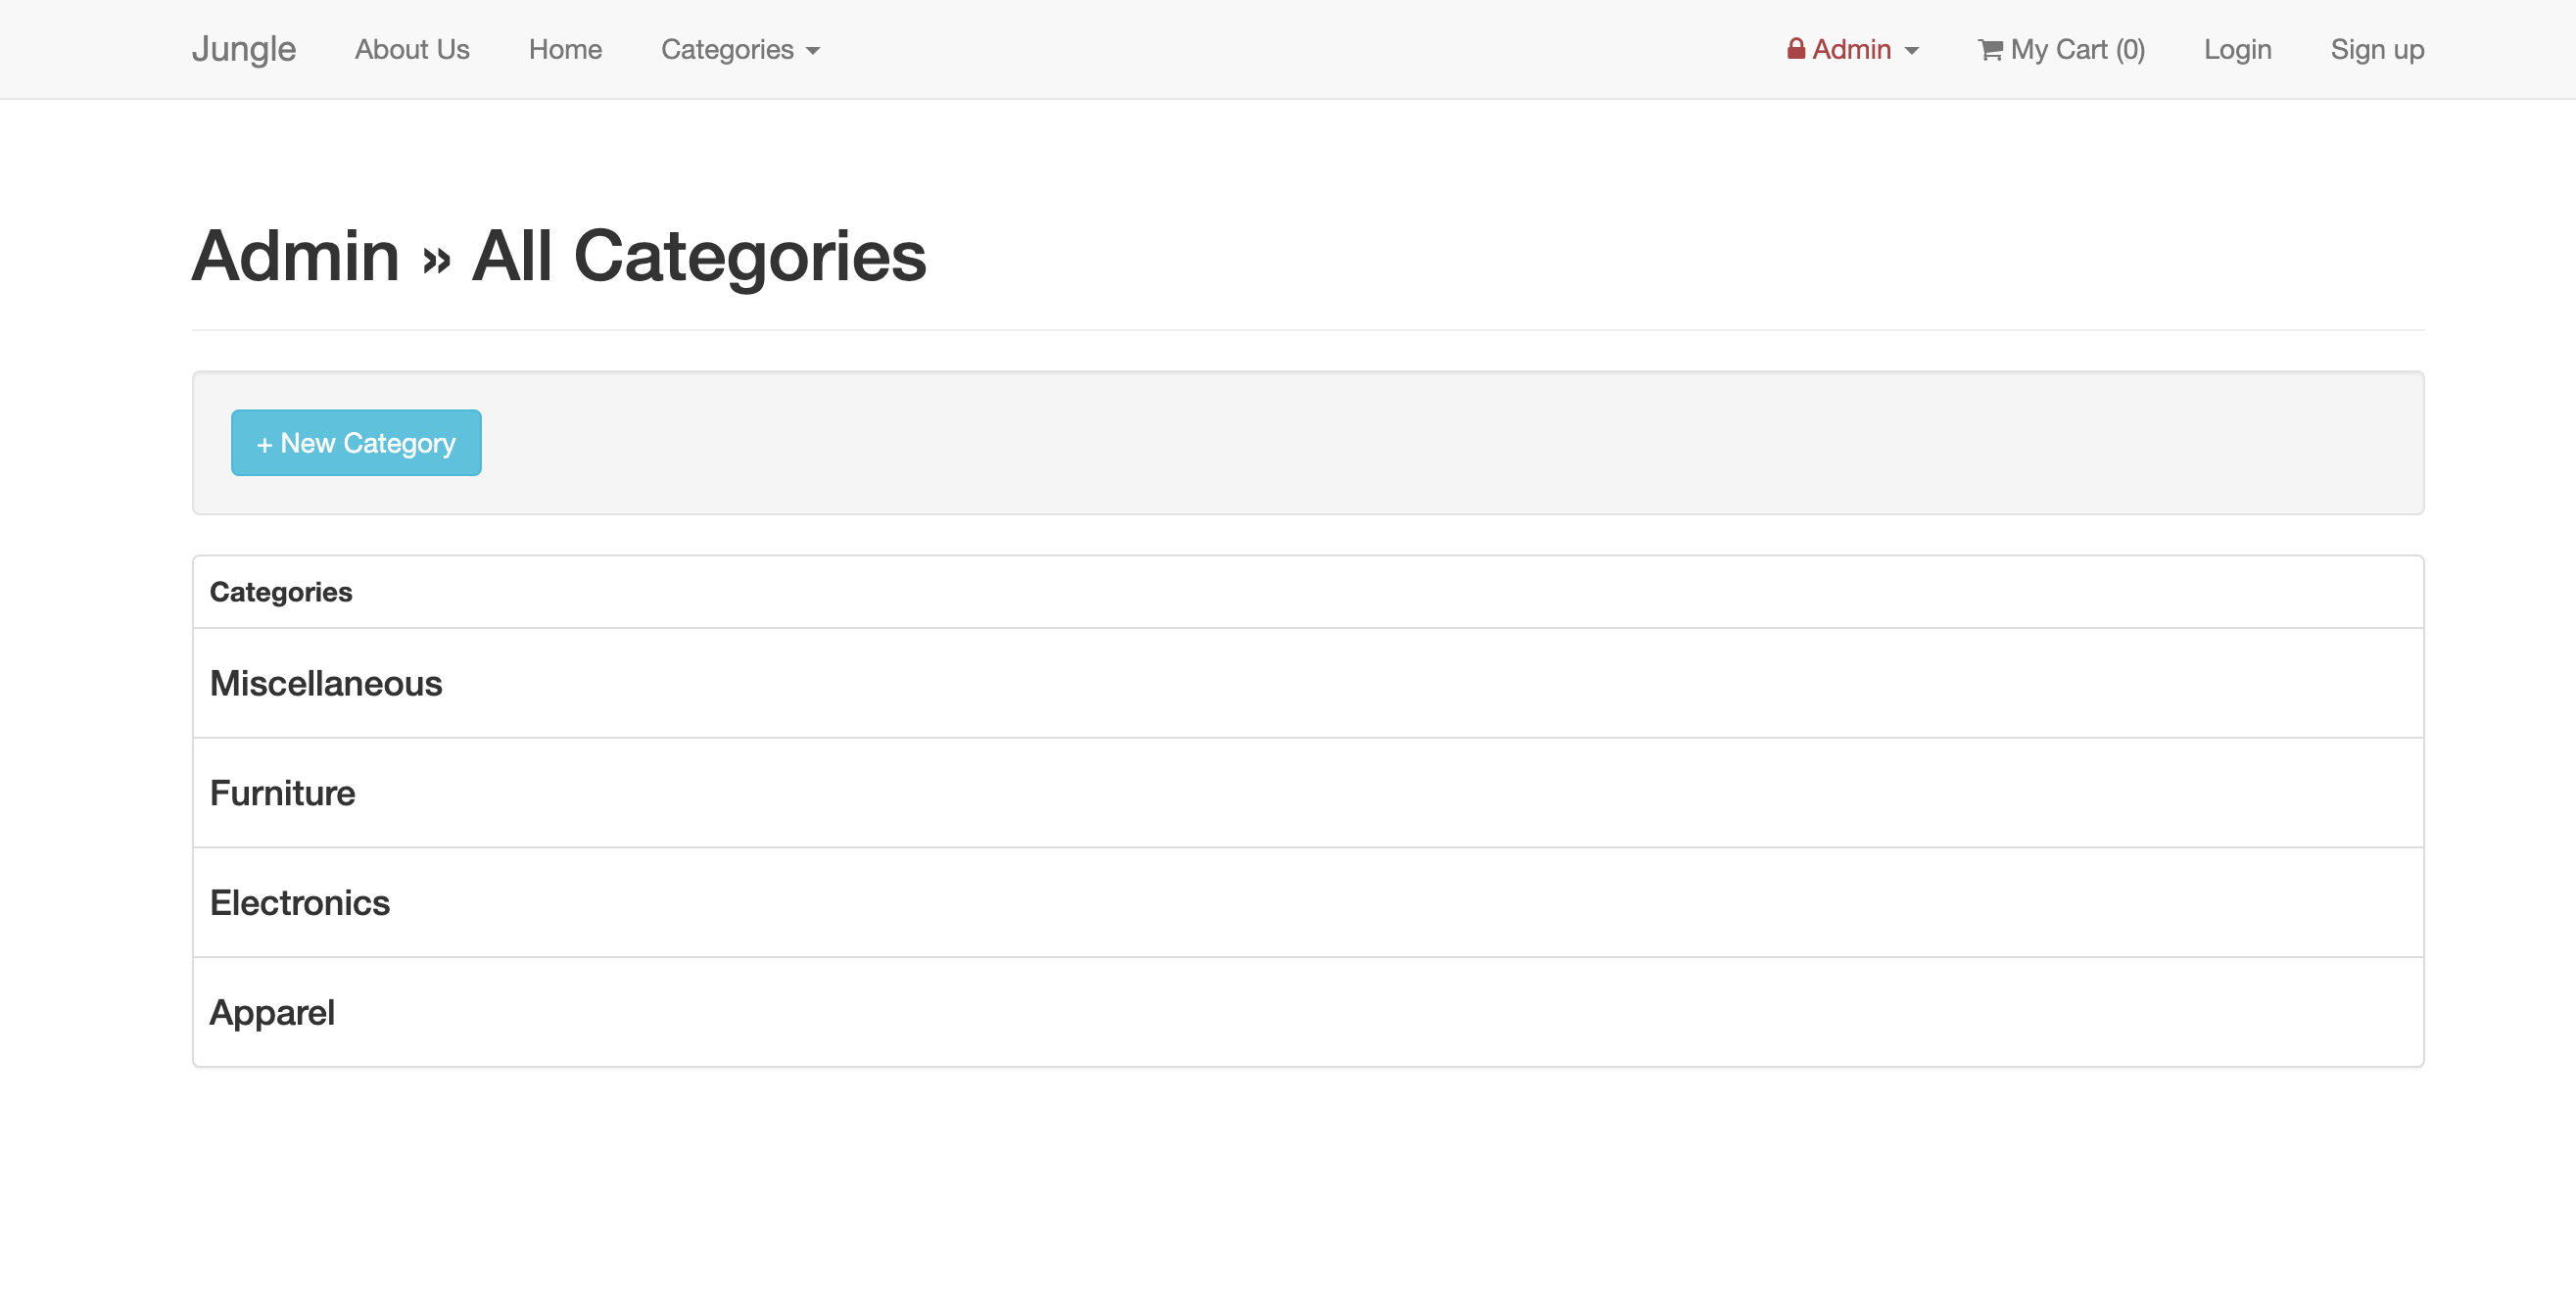 Jungle About Us Home Categories Admin My Cart (0) Login Sign up
Admin » All Categories
+ New Category
Categories
Miscellaneous
Furniture
Electronics
Apparel